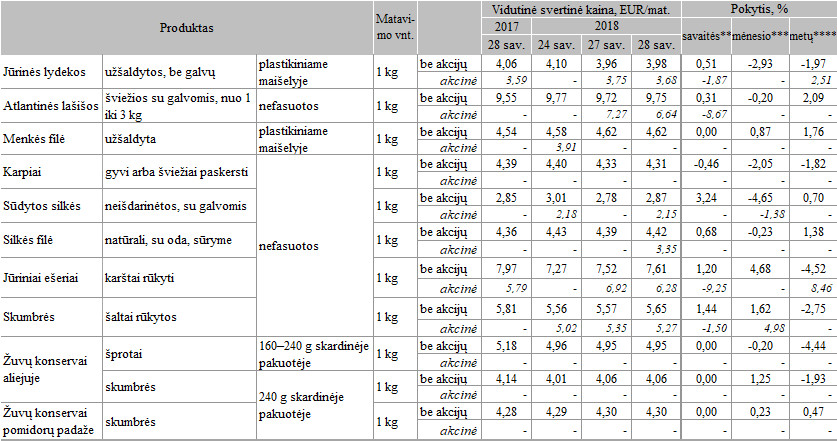 Produktas Matavi- Vidutinė svertinė kaina, EUR/mat. Pokytis, %
mo vnt. 2017 2018 savaitės** mėnesio*** metų****
28 sav. 24 sav. 27 sav. 28 sav.
Jūrinės lydekos užšaldytos, be galvų plastikiniame maišelyje 1 kg be akcijų 4,06 4,10 3,96 3,98 0,51 -2,93 -1,97
akcinė 3,59 - 3,75 3,68 -1,87 - 2,51
Atlantinės lašišos šviežios su galvomis, nuo 1 iki 3 kg nefasuotos 1 kg be akcijų 9,55 9,77 9,72 9,75 0,31 -0,20 2,09
akcinė - - 7,27 6,64 -8,67 - -
Menkės filė užšaldyta plastikiniame maišelyje 1 kg be akcijų 4,54 4,58 4,62 4,62 0,00 0,87 1,76
akcinė - 3,91 - - - - -
Karpiai gyvi arba šviežiai paskersti nefasuotos 1 kg be akcijų 4,39 4,40 4,33 4,31 -0,46 -2,05 -1,82
akcinė - - - - - - -
Sūdytos silkės neišdarinėtos, su galvomis 1 kg be akcijų 2,85 3,01 2,78 2,87 3,24 -4,65 0,70
akcinė - 2,18 - 2,15 - -1,38 -
Silkės filė natūrali, su oda, sūryme 1 kg be akcijų 4,36 4,43 4,39 4,42 0,68 -0,23 1,38
akcinė - - - 3,35 - - -
Jūriniai ešeriai karštai rūkyti 1 kg be akcijų 7,97 7,27 7,52 7,61 1,20 4,68 -4,52
akcinė 5,79 - 6,92 6,28 -9,25 - 8,46
Skumbrės šaltai rūkytos 1 kg be akcijų 5,81 5,56 5,57 5,65 1,44 1,62 -2,75
akcinė - 5,02 5,35 5,27 -1,50 4,98 -
Žuvų konservai aliejuje šprotai 160–240 g skardinėje pakuotėje 1 kg be akcijų 5,18 4,96 4,95 4,95 0,00 -0,20 -4,44
akcinė - - - - - - -
skumbrės 240 g skardinėje pakuotėje 1 kg be akcijų 4,14 4,01 4,06 4,06 0,00 1,25 -1,93
akcinė - - - - - - -
Žuvų konservai pomidorų padaže skumbrės 1 kg be akcijų 4,28 4,29 4,30 4,30 0,00 0,23 0,47
akcinė - - - - - - -